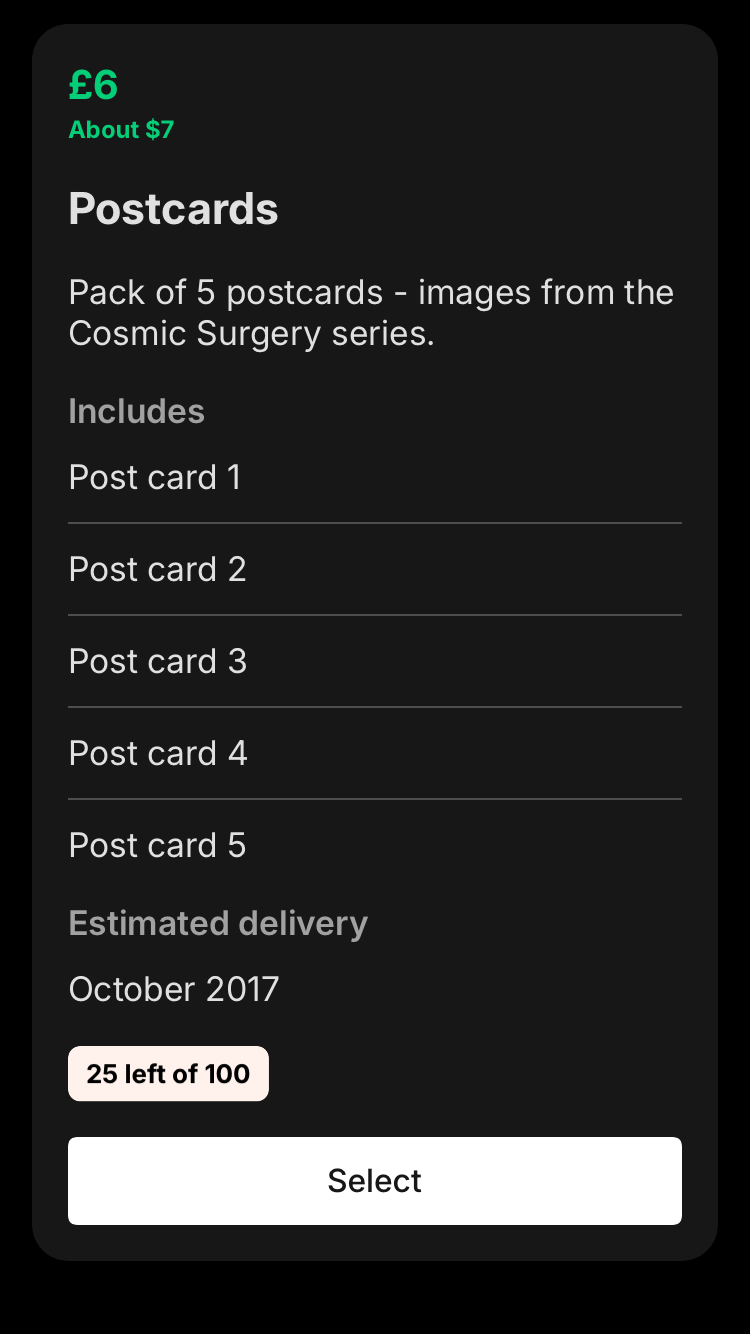 £6
About $7
Postcards
Pack of 5 postcards - images from the
Cosmic Surgery series.
Includes
Post card 1
Post card 2
Post card 3
Post card 4
Post card 5
Estimated delivery
October 2017
25 left of 100
Select